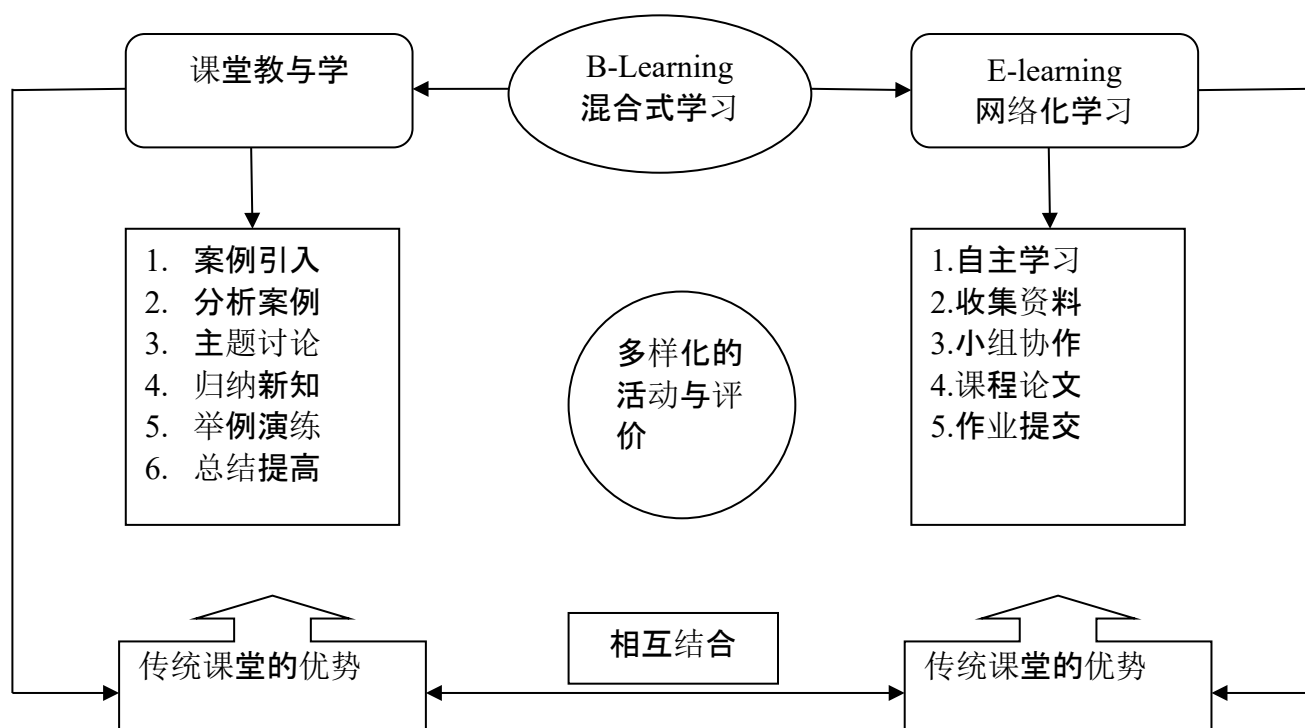 课堂教与学
B-Learning
混合式学习
E-learning
网络化学习
1. 案例引入
2. 分析案例
3. 主题讨论
4. 归纳新知
5. 举例演练
6. 总结提高
多样化的
活动与评
价
1.自主学习
2.收集资料
3.小组协作
4.课程论文
5.作业提交
传统课堂的优势
相互结合
传统课堂的优势